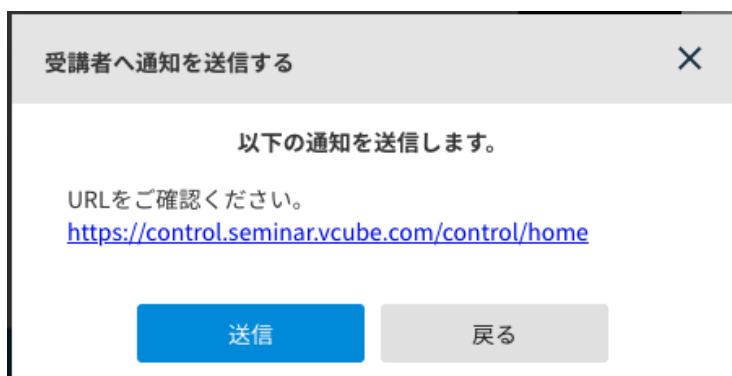 受講者へ通知を送信する
以下の通知を送信します。
URLをご確認ください。
https://control.seminar.vcube.com/control/home
送信
戻る